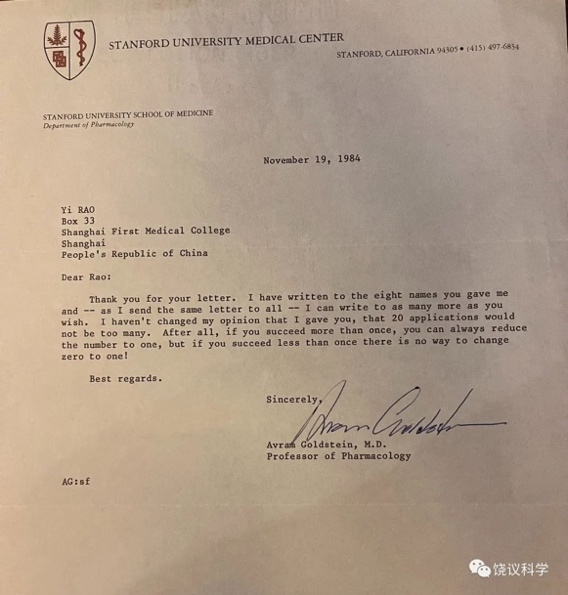 STANFORD UNIVERSITY MEDICAL CENTER
STANFORD, CALIFORNIA 94305 • (415) 497-6834
STANFORD UNIVERSITY SCHOOL OF MEDICINE
Department of Pharmacology
November 19, 1984
Yi RAO
Box 33
Shanghai First Medical College
Shanghai
People's Republic of China
Dear Rao:
Thank you for your letter. I have written to the eight names you gave me
and -- as I send the same letter to all -- I can write to as many more as you
wish. I haven't changed my opinion that I gave you, that 20 applications would
not be too many. After all, if you succeed more than once, you can always reduce
the number to one, but if you succeed less than once there is no way to change
zero to one!
Best regards.
Sincerely,
Avram Goldstein
Avram Goldstein, M.D.
Professor of Pharmacology
AG:sf
饶议科学